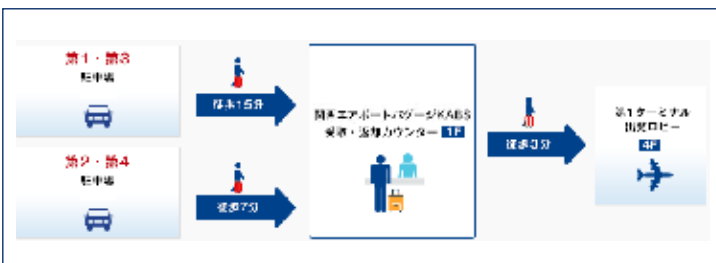 第1・第3
駐車場
徒歩15分
第2・第4
駐車場
徒歩7分
関西エアポートバゲージKABS
受取・返却カウンター 1F
徒歩3分
第1ターミナル
出発ロビー
4F